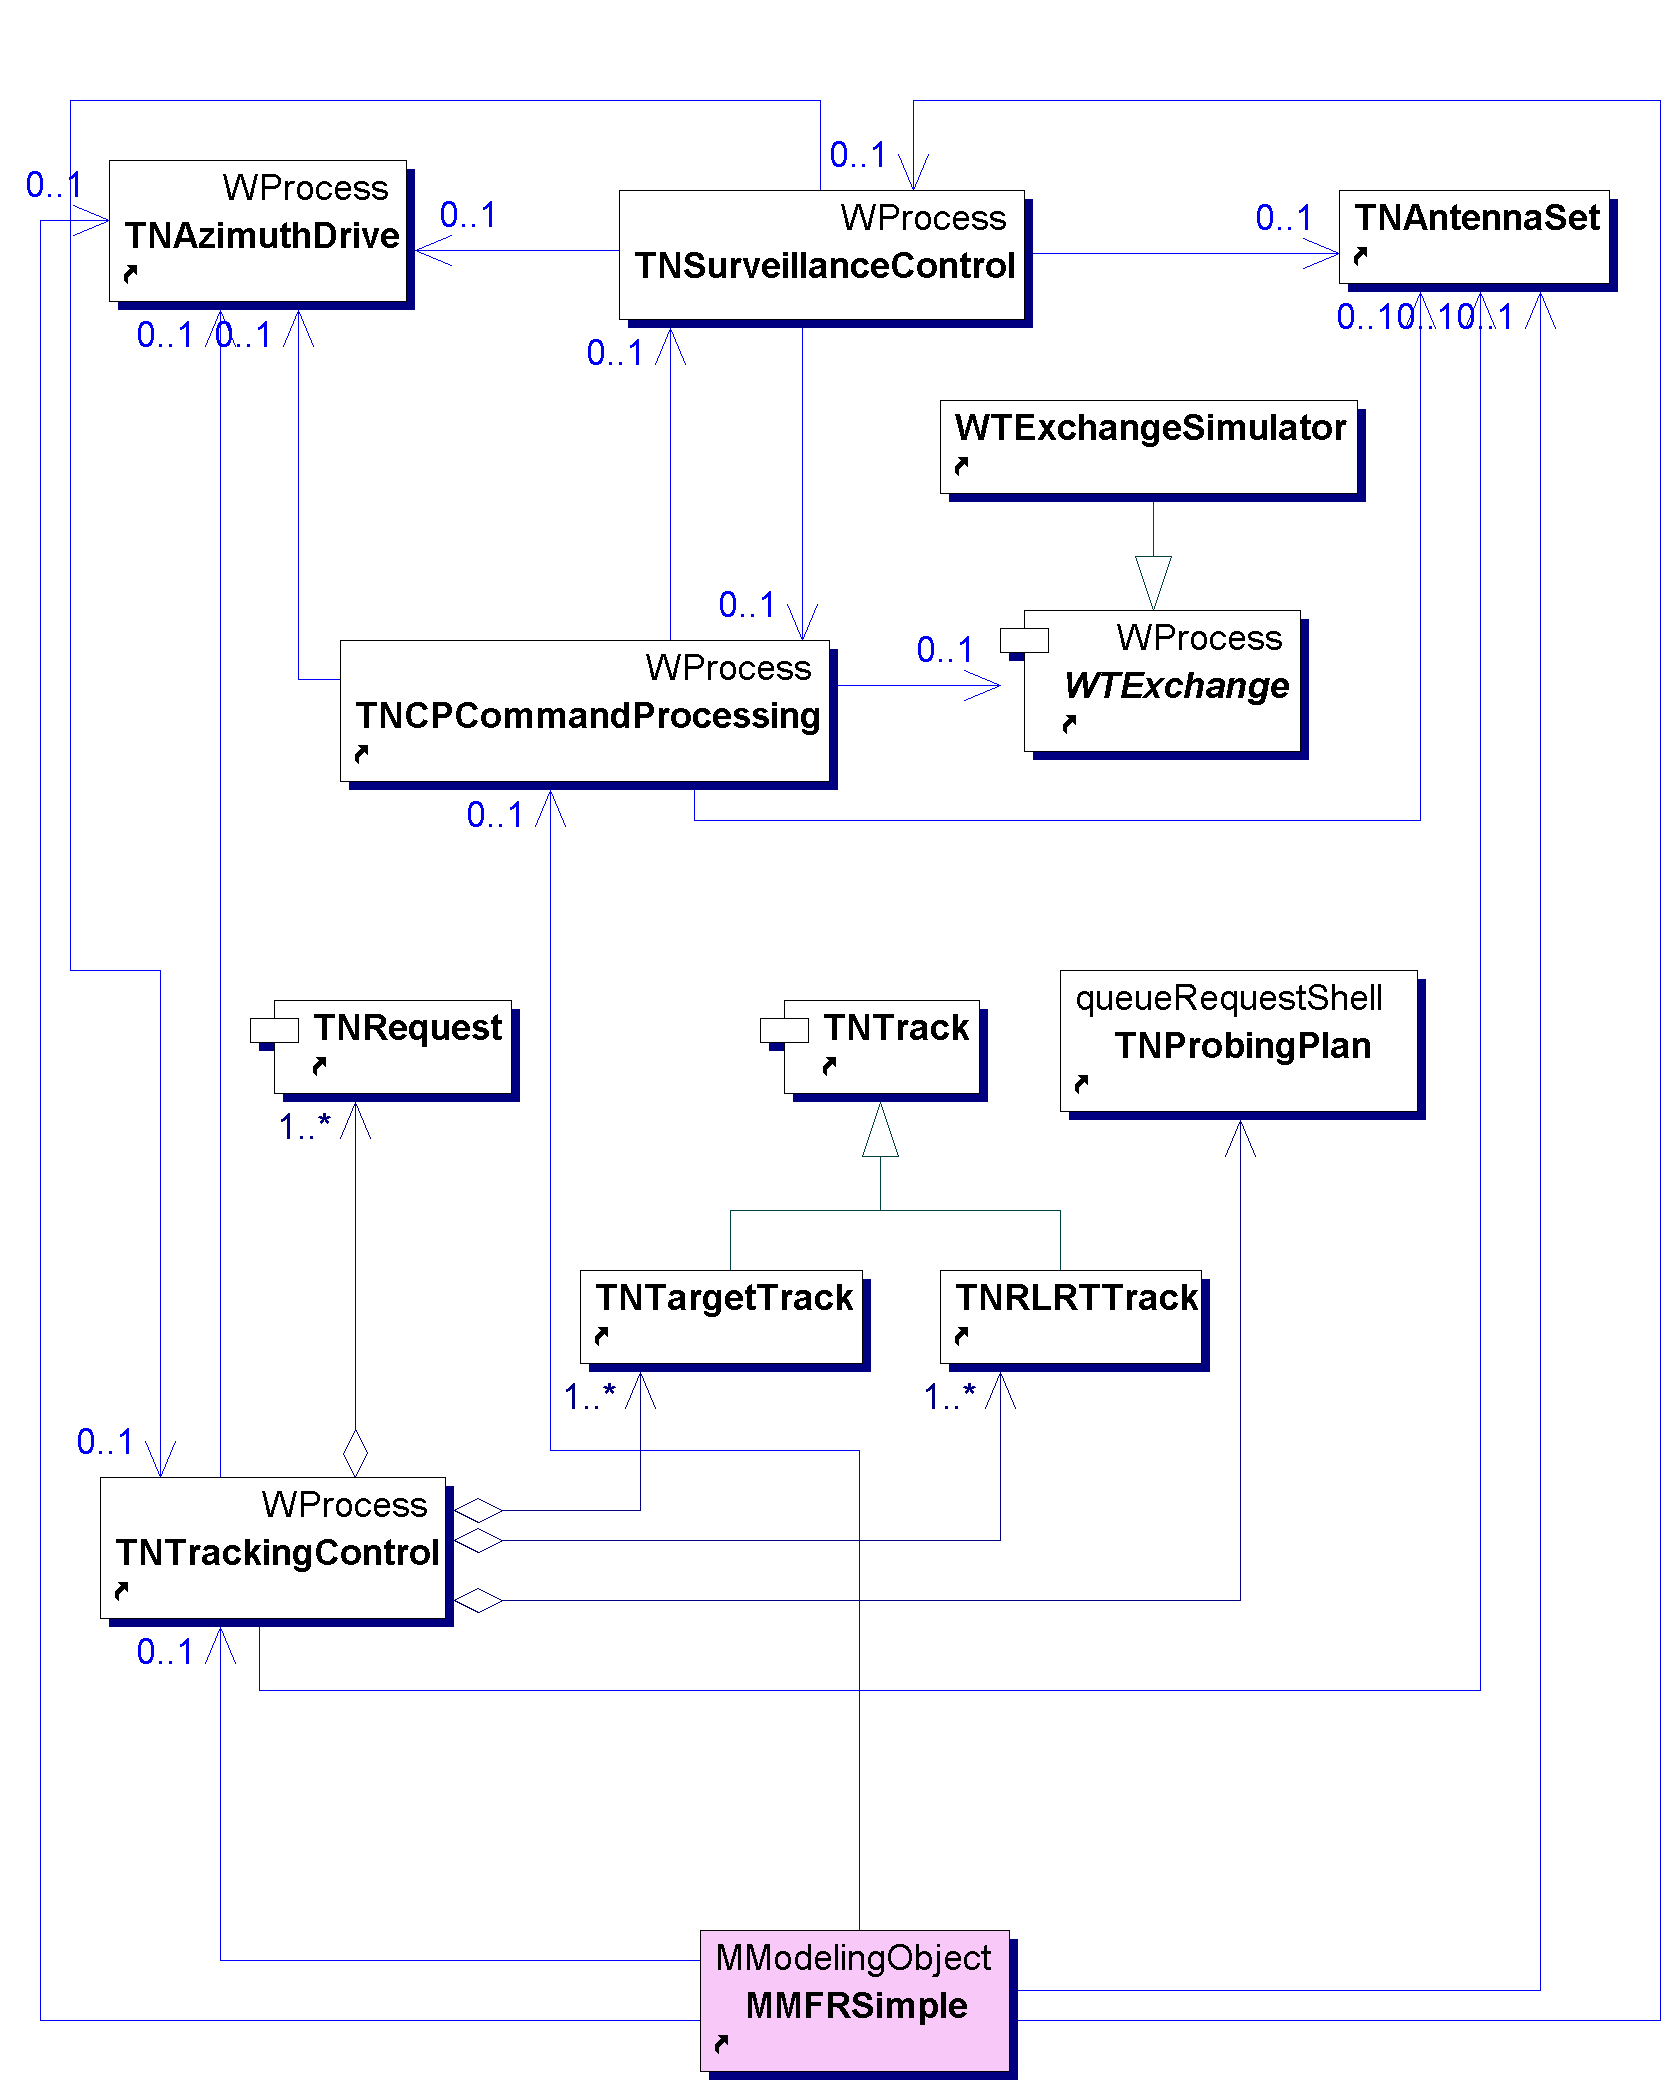 0..1
WProcess
TNAzimuthDrive
0..1
0..1
WProcess
TNSurveillanceControl
0..1
TNAntennaSet
0..1
0..1
0..1
0..1
0..1
0..1
WTExchangeSimulator
0..1
0..1
WProcess
WTExchange
WProcess
TNCPCommandProcessing
0..1
TNRequest
TNTrack
queueRequestShell
TNProbingPlan
1..*
TNTargetTrack
TNRLRTTrack
1..*
1..*
0..1
WProcess
TNTrackingControl
0..1
MModelingObject
MMFRSimple